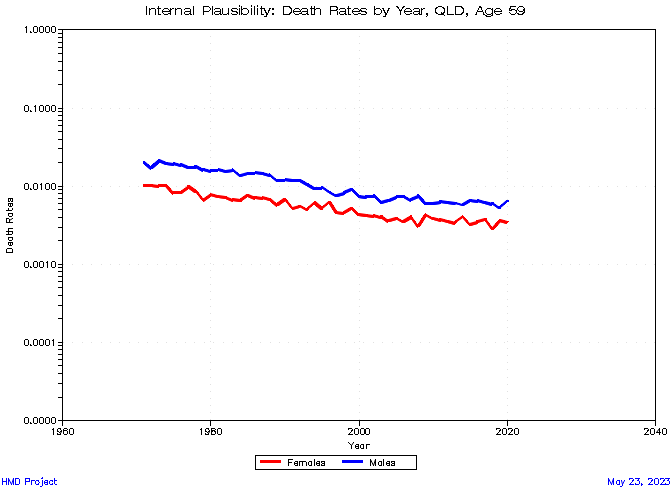 Internal Plausibility: Death Rates by Year, QLD, Age 59
1.0000
0.1000
0.0100
0.0010
0.0001
0.0000
Death Rates
1960 1980 2000 2020 2040
Year
Females Males
HMD Project May 23, 2023